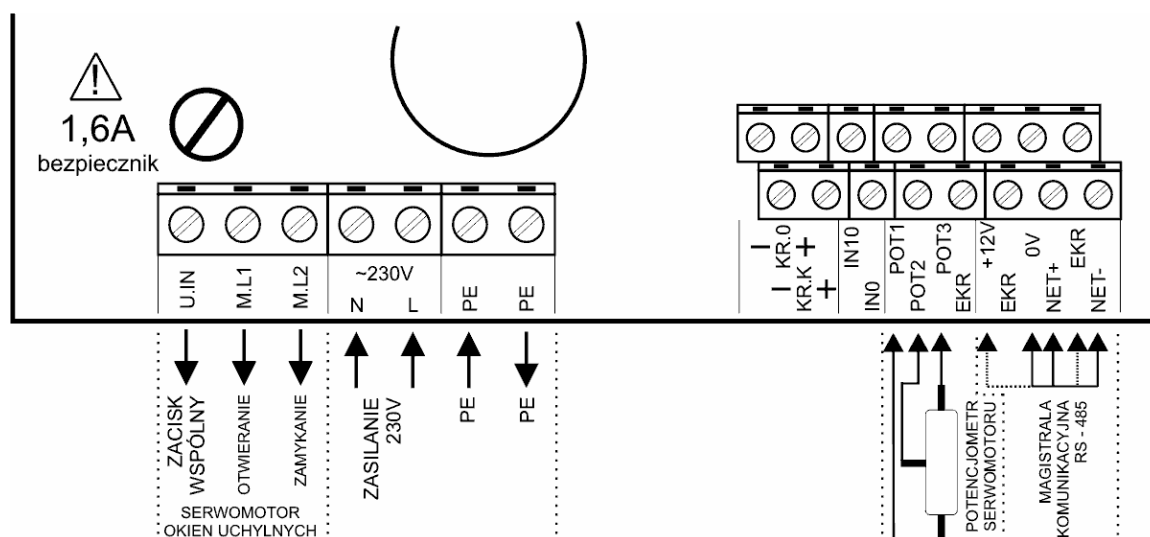 1,6A
bezpiecznik
U.IN
M.L1
M.L2
~230V
N
L
PE
PE
– KR.0 +
– KR.K +
IN10
IN0
POT1
POT2
POT3
EKR
+12V
EKR
0V
NET+
EKR
NET-
ZACISK
WSPÓLNY
OTWIERANIE
ZAMYKANIE
SERWOMOTOR
OKIEN UCHYLNYCH
ZASILANIE
230V
PE
PE
POTENCJOMETR
SERWOMOTORU
MAGISTRALA
KOMUNIKACYJNA
RS - 485